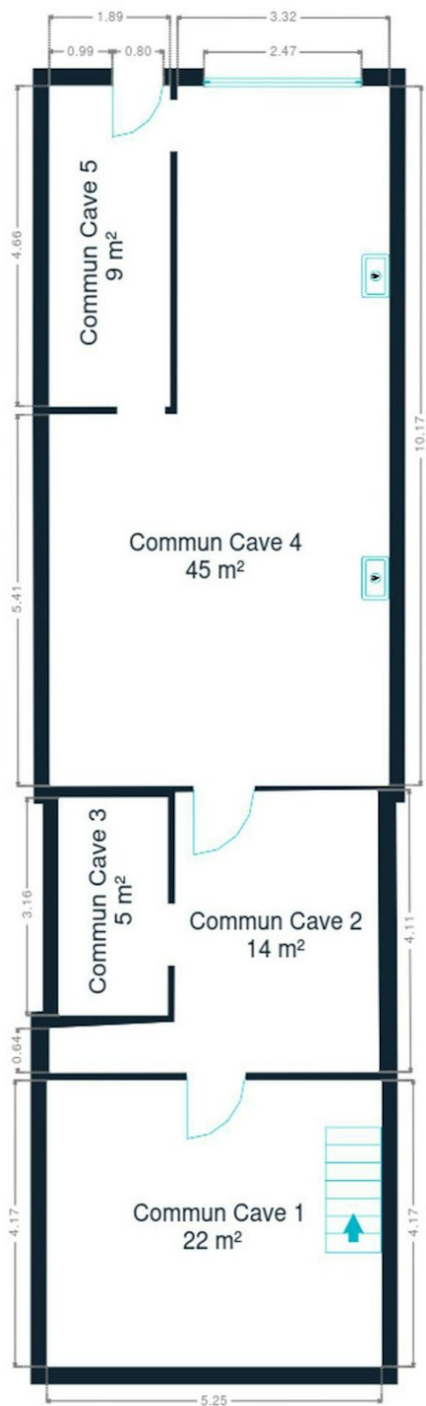 1.89
3.32
0.99
0.80
2.47
4.66
Commun Cave 5
9 m²
10.17
Commun Cave 4
45 m²
5.41
3.16
Commun Cave 3
5 m²
Commun Cave 2
14 m²
4.11
0.64
4.17
Commun Cave 1
22 m²
4.17
5.25